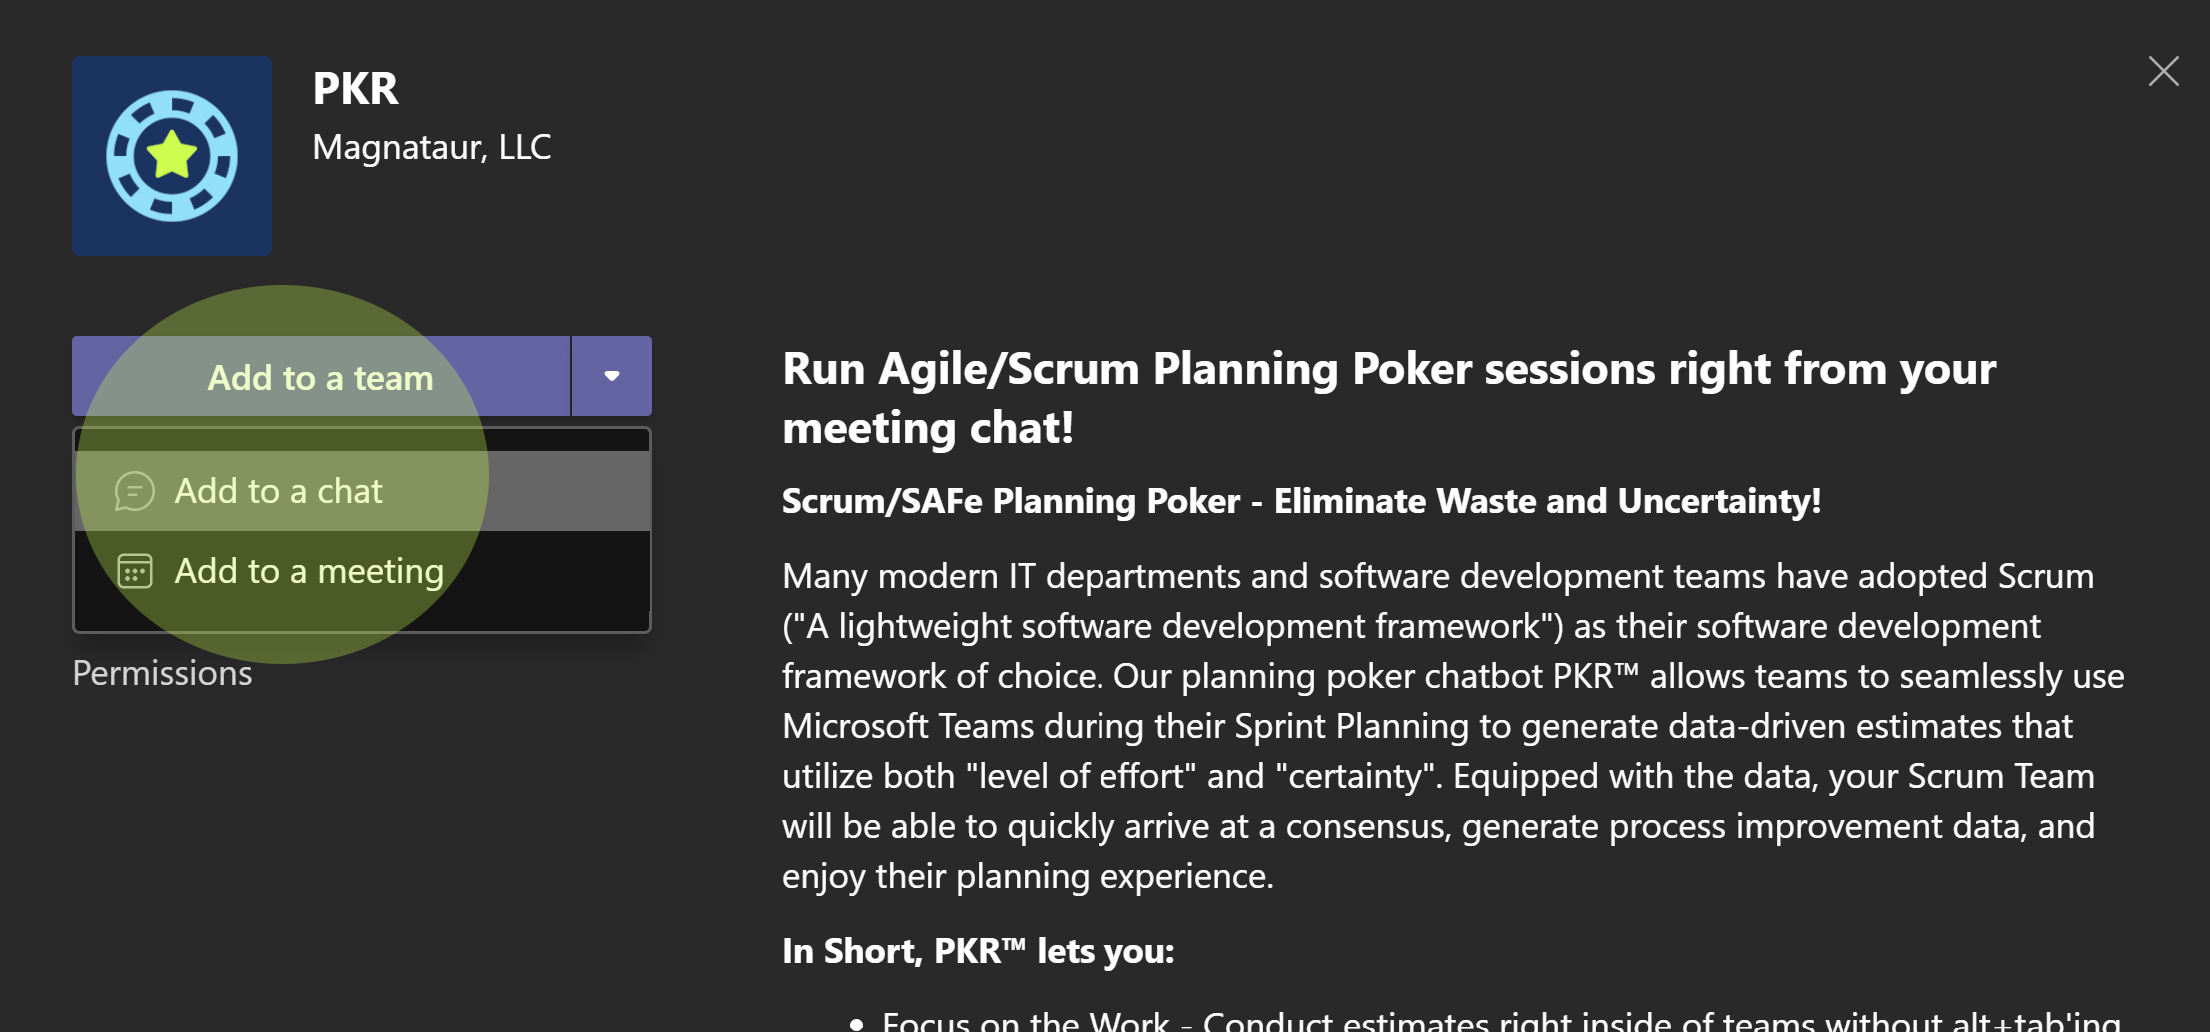 PKR
Magnataur, LLC
Add to a team
Add to a chat
Add to a meeting
Permissions
Run Agile/Scrum Planning Poker sessions right from your
meeting chat!
Scrum/SAFe Planning Poker - Eliminate Waste and Uncertainty!
Many modern IT departments and software development teams have adopted Scrum
("A lightweight software development framework") as their software development
framework of choice. Our planning poker chatbot PKR™ allows teams to seamlessly use
Microsoft Teams during their Sprint Planning to generate data-driven estimates that
utilize both "level of effort" and "certainty". Equipped with the data, your Scrum Team
will be able to quickly arrive at a consensus, generate process improvement data, and
enjoy their planning experience.
In Short, PKR™ lets you:
• Focus on the Work - Conduct estimates right inside of teams without alt+tab'ing